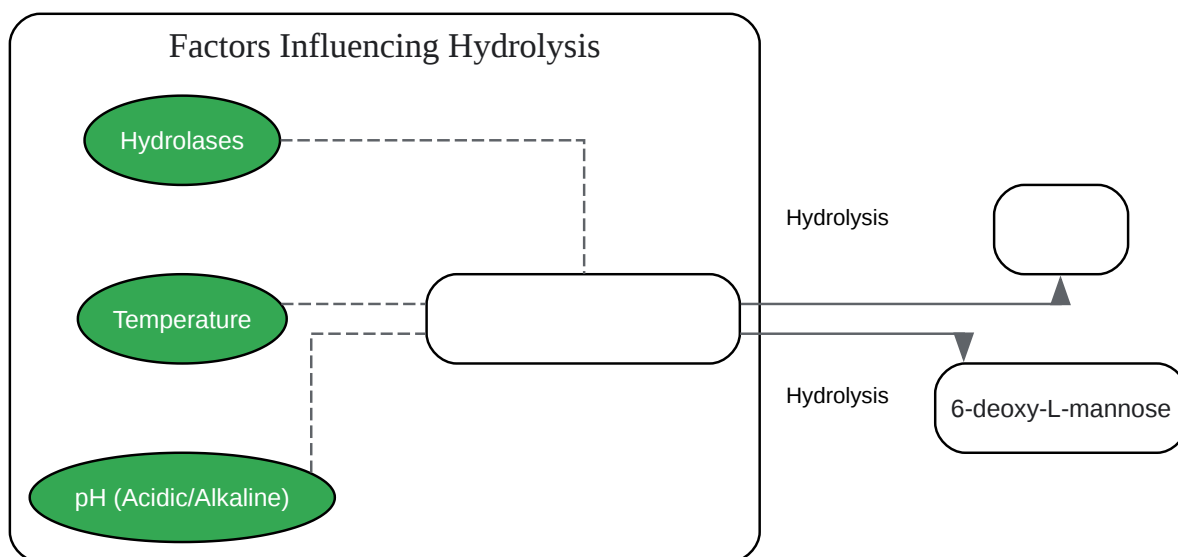 Factors Influencing Hydrolysis
Hydrolases
Hydrolysis
Temperature
Hydrolysis
6-deoxy-L-mannose
pH (Acidic/Alkaline)